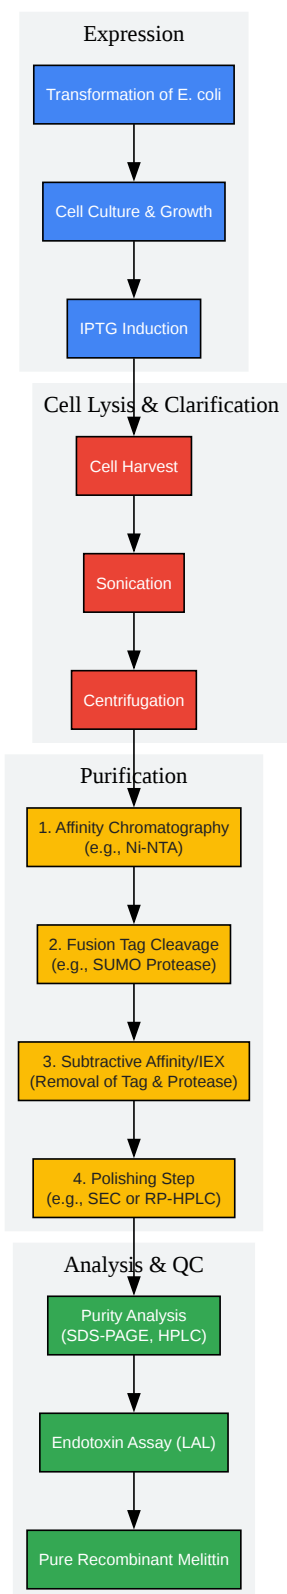 Expression
Transformation of E. coli
Cell Culture & Growth
IPTG Induction
Cell Lysis & Clarification
Cell Harvest
Sonication
Centrifugation
Purification
1. Affinity Chromatography
(e.g., Ni-NTA)
2. Fusion Tag Cleavage
(e.g., SUMO Protease)
3. Subtractive Affinity/IEX
(Removal of Tag & Protease)
4. Polishing Step
(e.g., SEC or RP-HPLC)
Analysis & QC
Purity Analysis
(SDS-PAGE, HPLC)
Endotoxin Assay (LAL)
Pure Recombinant Melittin